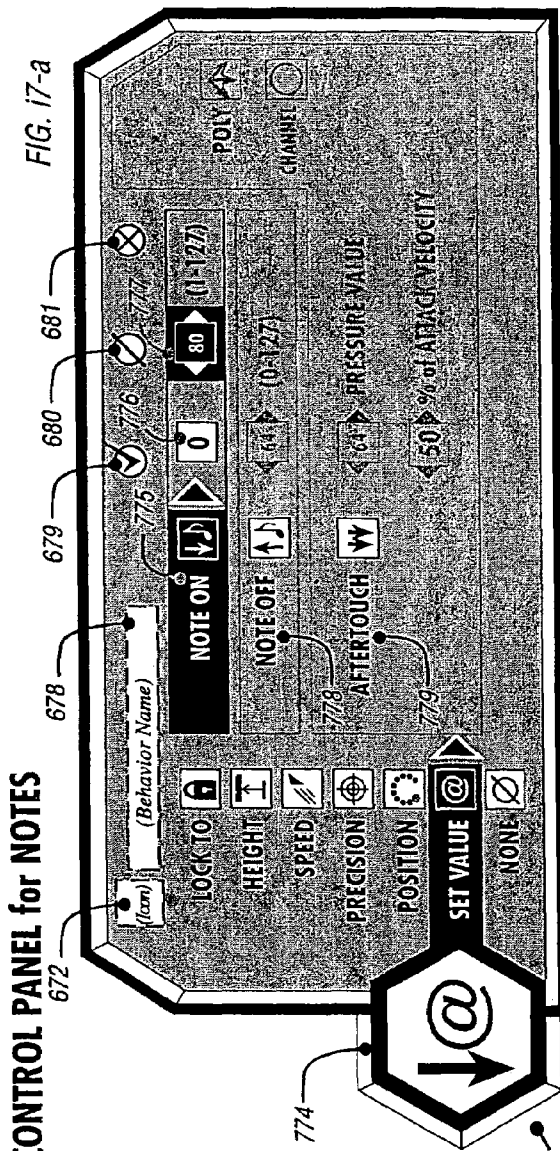 CONTROL PANEL for NOTES
FIG. i7-a
672
678
679
680
681
(Icon)
(Behavior Name)
775
776
777
NOTE ON
0
80
(1-127)
LOCK TO
HEIGHT
SPEED
PRECISION
POSITION
SET VALUE
@
NONE
NOTE OFF
64
(0-127)
778
AFTERTOUCH
64
PRESSURE VALUE
779
50
% of ATTACK VELOCITY
POLY
CHANNEL
774
@